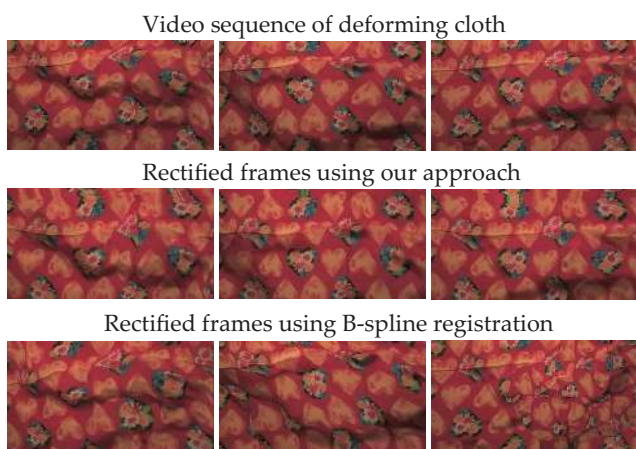 Video sequence of deforming cloth
Rectified frames using our approach
Rectified frames using B-spline registration